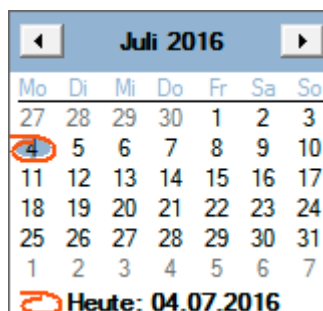 Juli 2016
Mo Di Mi Do Fr Sa So
27 28 29 30 1 2 3
4 5 6 7 8 9 10
11 12 13 14 15 16 17
18 19 20 21 22 23 24
25 26 27 28 29 30 31
1 2 3 4 5 6 7
Heute: 04.07.2016